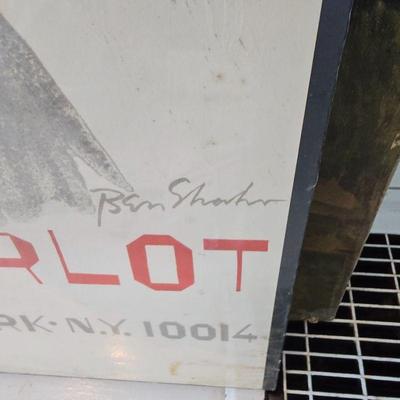 Ben Shahn
RLOT
RK·N.Y. 10014